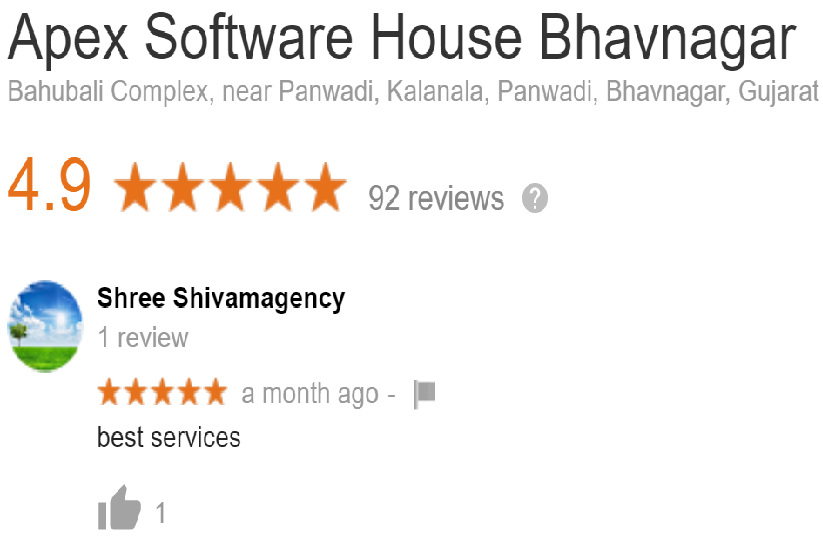 Apex Software House Bhavnagar
Bahubali Complex, near Panwadi, Kalanala, Panwadi, Bhavnagar, Gujarat
4.9 92 reviews ?
Shree Shivamagency
1 review
a month ago -
best services
1